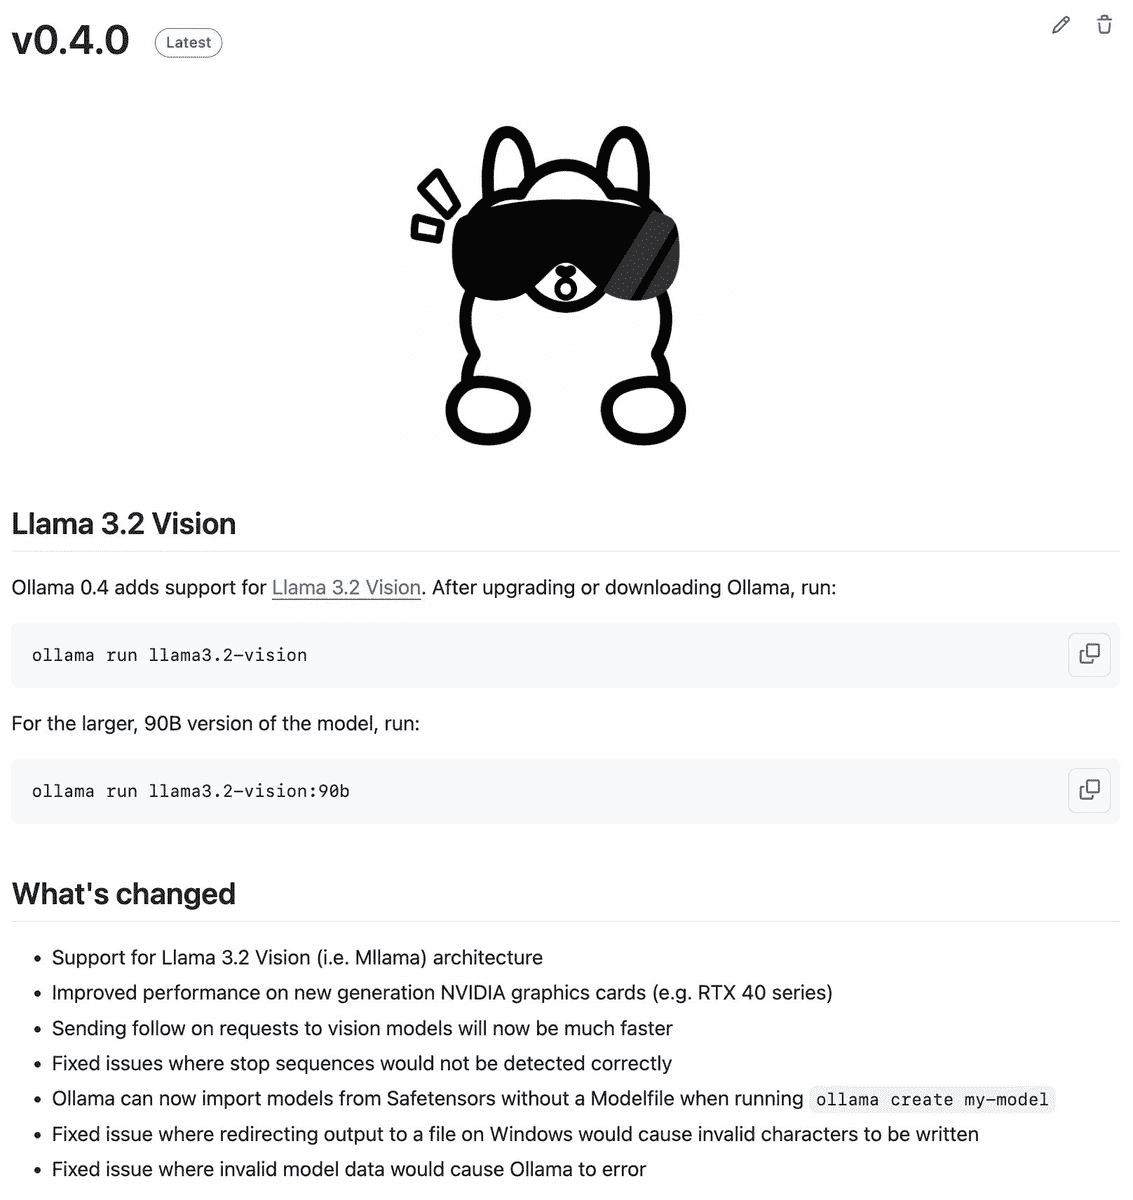 v0.4.0 Latest
Llama 3.2 Vision
Ollama 0.4 adds support for Llama 3.2 Vision. After upgrading or downloading Ollama, run:
ollama run llama3.2-vision
For the larger, 90B version of the model, run:
ollama run llama3.2-vision:90b
What's changed
• Support for Llama 3.2 Vision (i.e. Mllama) architecture
• Improved performance on new generation NVIDIA graphics cards (e.g. RTX 40 series)
• Sending follow on requests to vision models will now be much faster
• Fixed issues where stop sequences would not be detected correctly
• Ollama can now import models from Safetensors without a Modelfile when running ollama create my-model
• Fixed issue where redirecting output to a file on Windows would cause invalid characters to be written
• Fixed issue where invalid model data would cause Ollama to error